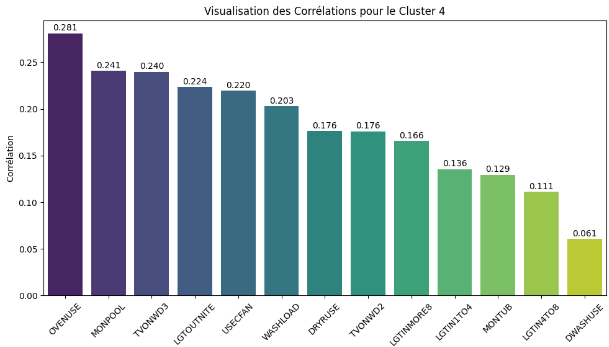 Visualisation des Corrélations pour le Cluster 4
Corrélation
0.25
0.20
0.15
0.10
0.05
0.00
0.281
0.241
0.240
0.224
0.220
0.203
0.176
0.176
0.166
0.136
0.129
0.111
0.061
OVENUSE
MONPOOL
TVONWD3
LGTOUTNITE
USECFAN
WASHLOAD
DRYRUSE
TVONWD2
LGTINMORE8
LGTIN1TO4
MONTUB
LGTIN4TO8
DWASHUSE